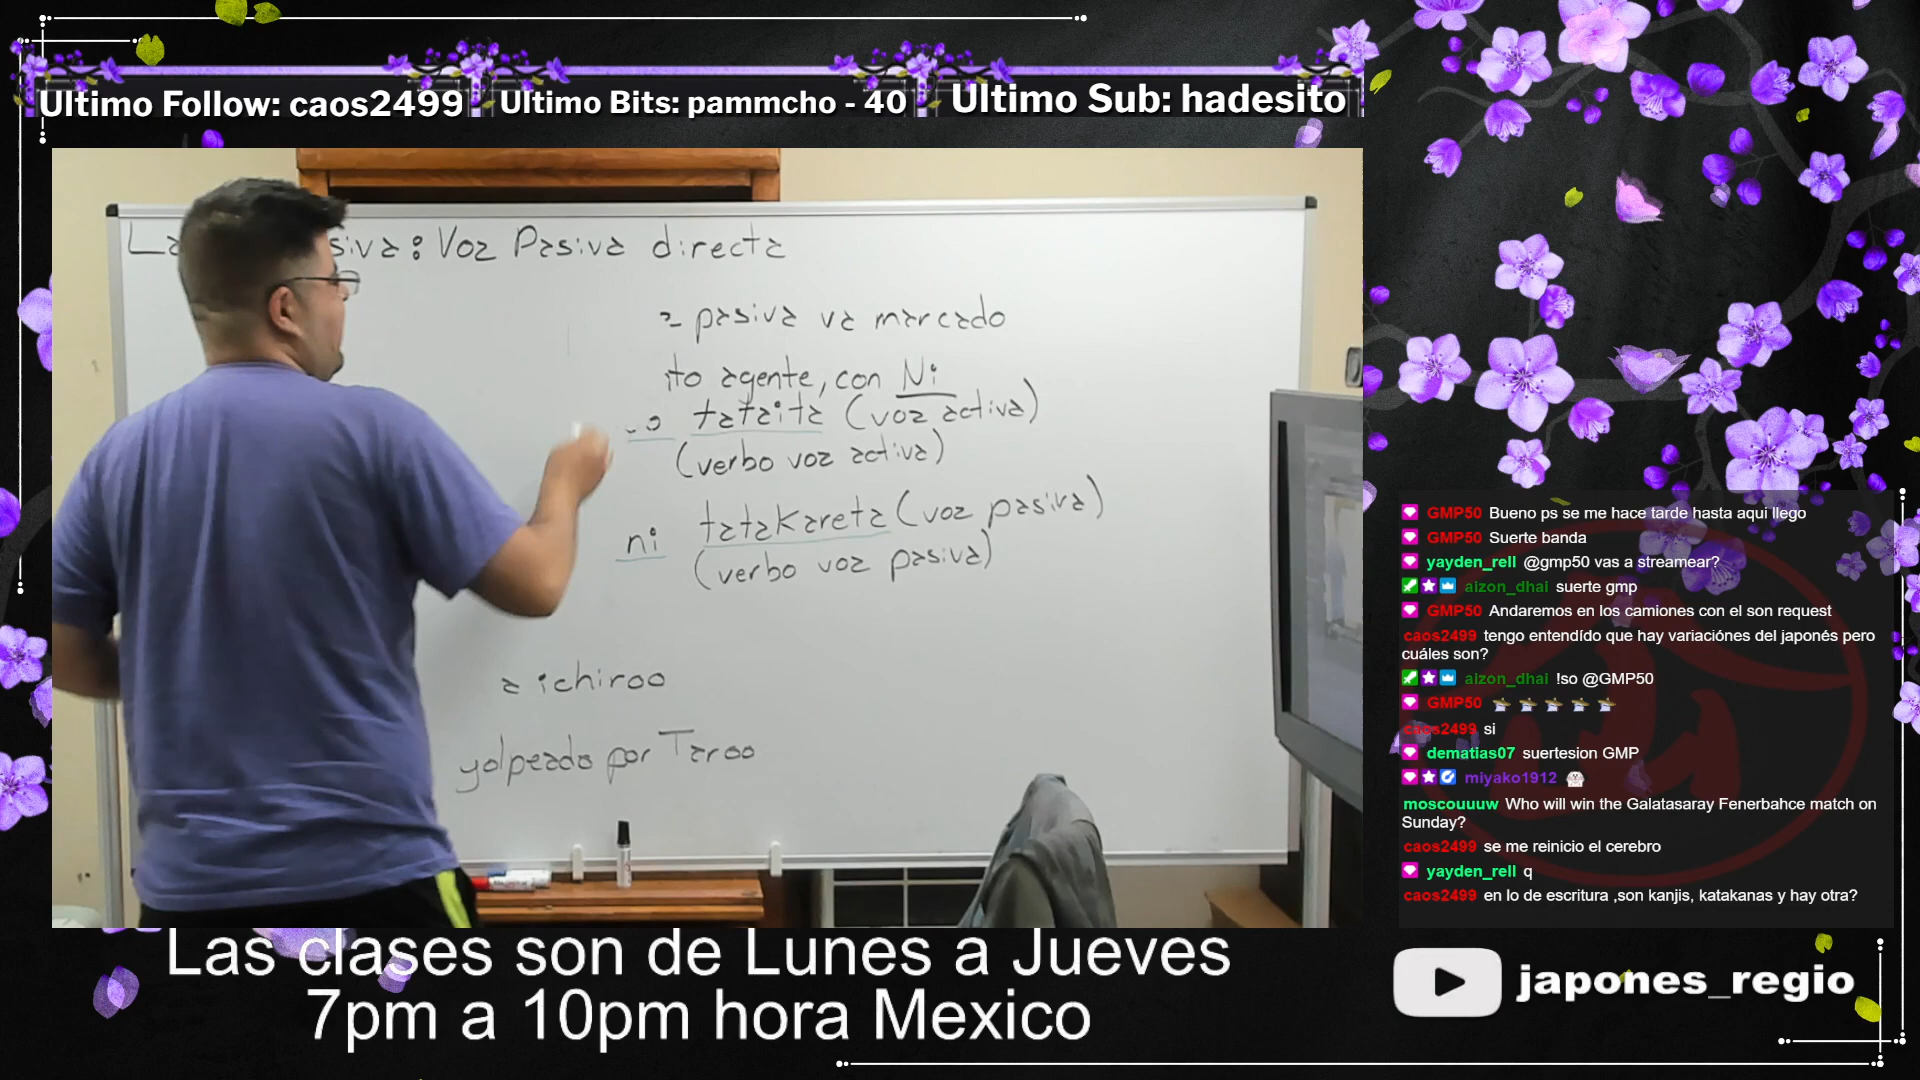 Ultimo Follow: caos2499
Ultimo Bits: pammcho - 40
Ultimo Sub: hadesito
siva: Voz Pasiva directa
pasiva va marcado
agente, con Ni
o tataita (voz activa)
(verbo voz activa)
ni tatakareta (voz pasiva)
(verbo voz pasiva)
a ichiroo
golpeado por Taroo
GMP50 Bueno ps se me hace tarde hasta aqui llego
GMP50 Suerte banda
yayden_rell @gmp50 vas a streamear?
aizon_dhai suerte gmp
GMP50 Andaremos en los camiones con el son request
caos2499 tengo entendído que hay variaciónes del japonés pero
cuáles son?
aizon_dhai !so @GMP50
GMP50
caos2499 si
dematias07 suertesion GMP
miyako1912
moscouuuw Who will win the Galatasaray Fenerbahce match on
Sunday?
caos2499 se me reinicio el cerebro
yayden_rell q
caos2499 en lo de escritura ,son kanjis, katakanas y hay otra?
Las clases son de Lunes a Jueves
7pm a 10pm hora Mexico
japones_regio